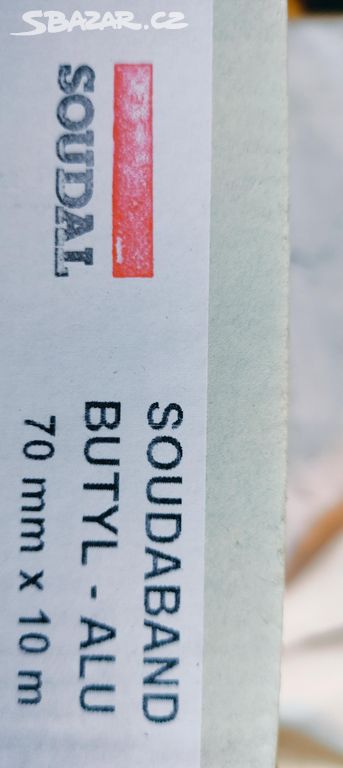 SBAZAR.CZ
SOUDAL
SOUDABAND
BUTYL - ALU
70 mm x 10 m